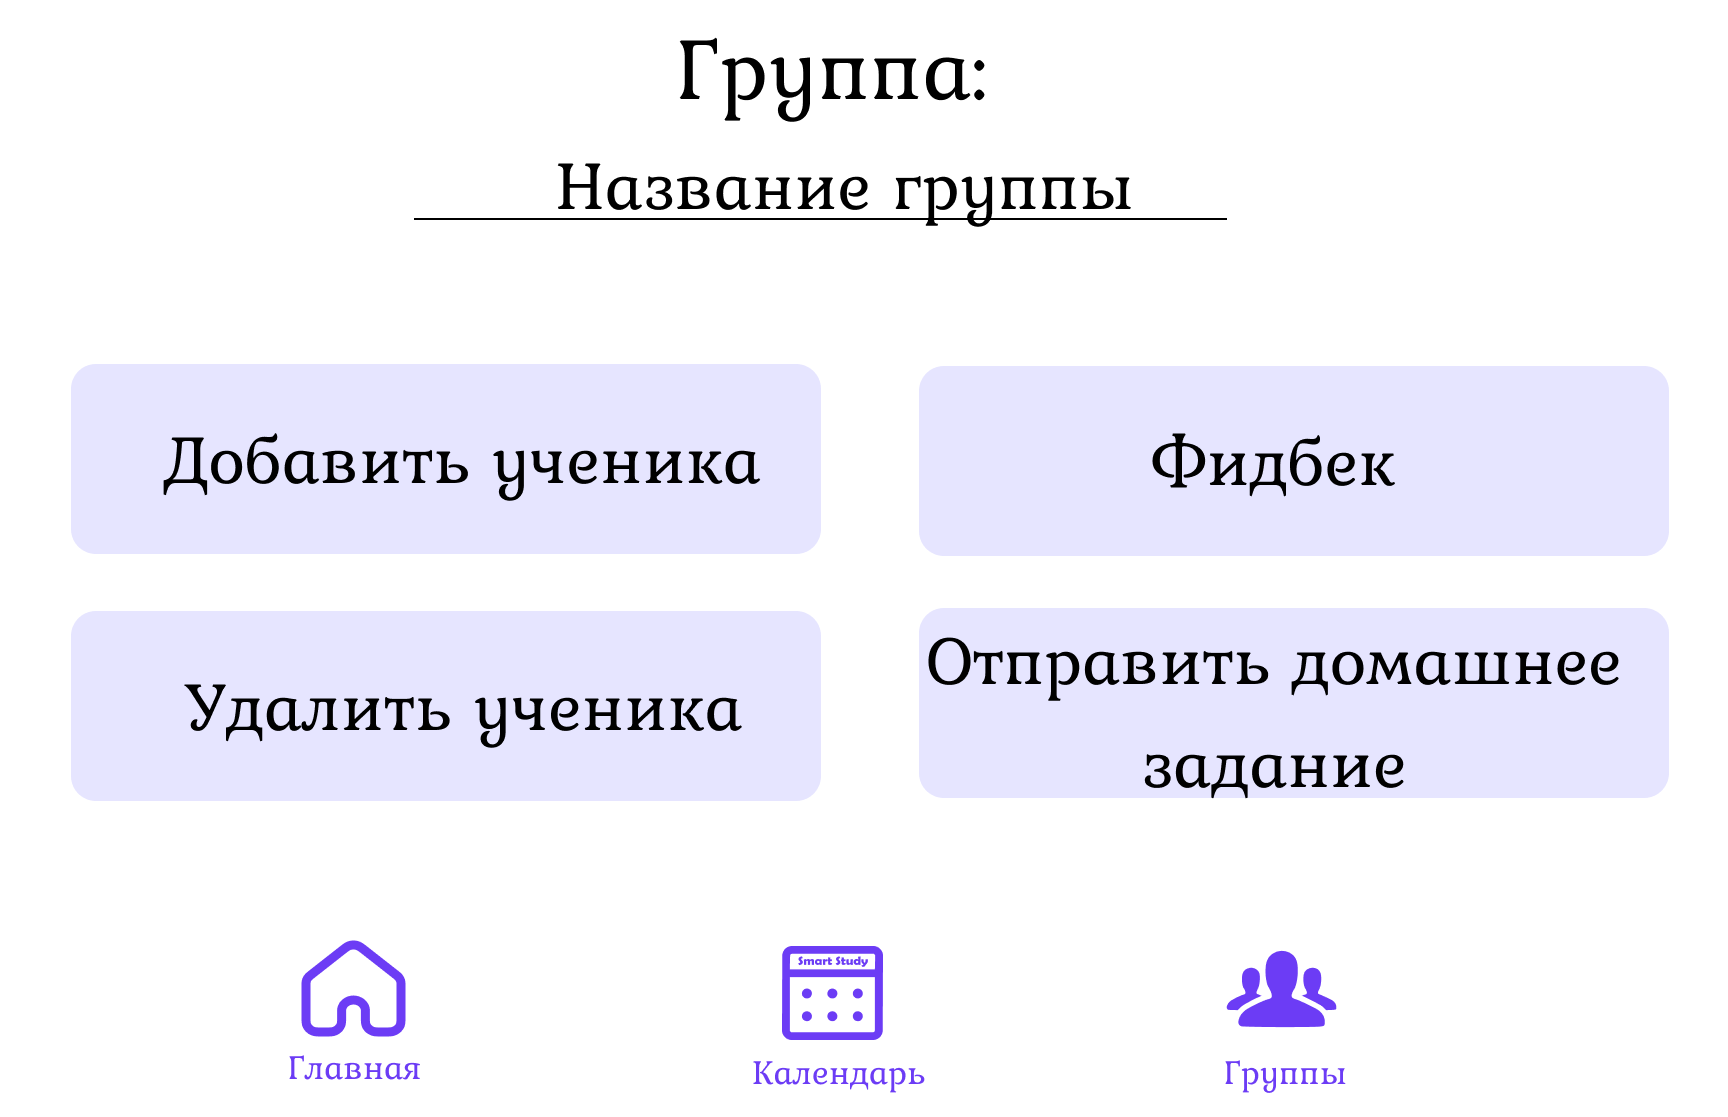 Группа:
Название группы
Добавить ученика
Фидбек
Удалить ученика
Отправить домашнее
задание
Smart Study
Главная
Календарь
Группы